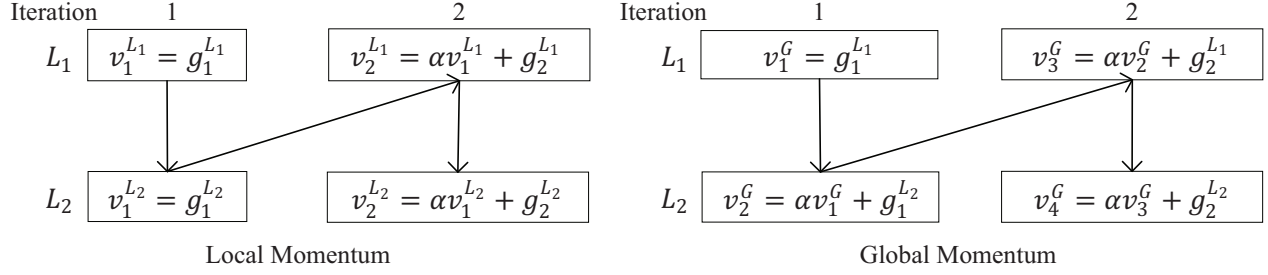 Iteration 1 2 Iteration 1 2
L₁ v₁^{L₁} = g₁^{L₁} v₂^{L₁} = αv₁^{L₁} + g₂^{L₁} L₁ v₁^G = g₁^{L₁} v₃^G = αv₂^G + g₂^{L₁}
L₂ v₁^{L₂} = g₁^{L₂} v₂^{L₂} = αv₁^{L₂} + g₂^{L₂} L₂ v₂^G = αv₁^G + g₁^{L₂} v₄^G = αv₃^G + g₂^{L₂}
Local Momentum Global Momentum